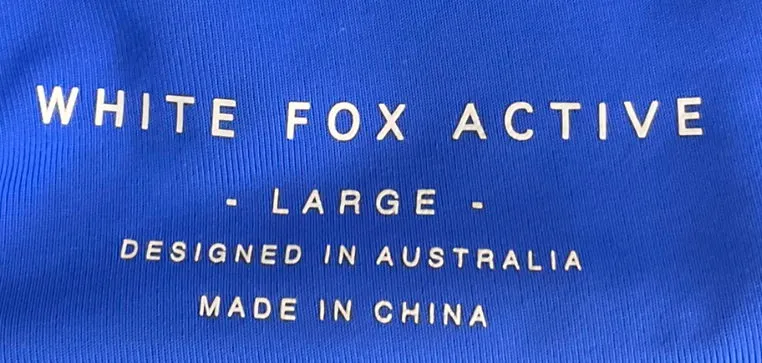 WHITE FOX ACTIVE
- LARGE -
DESIGNED IN AUSTRALIA
MADE IN CHINA